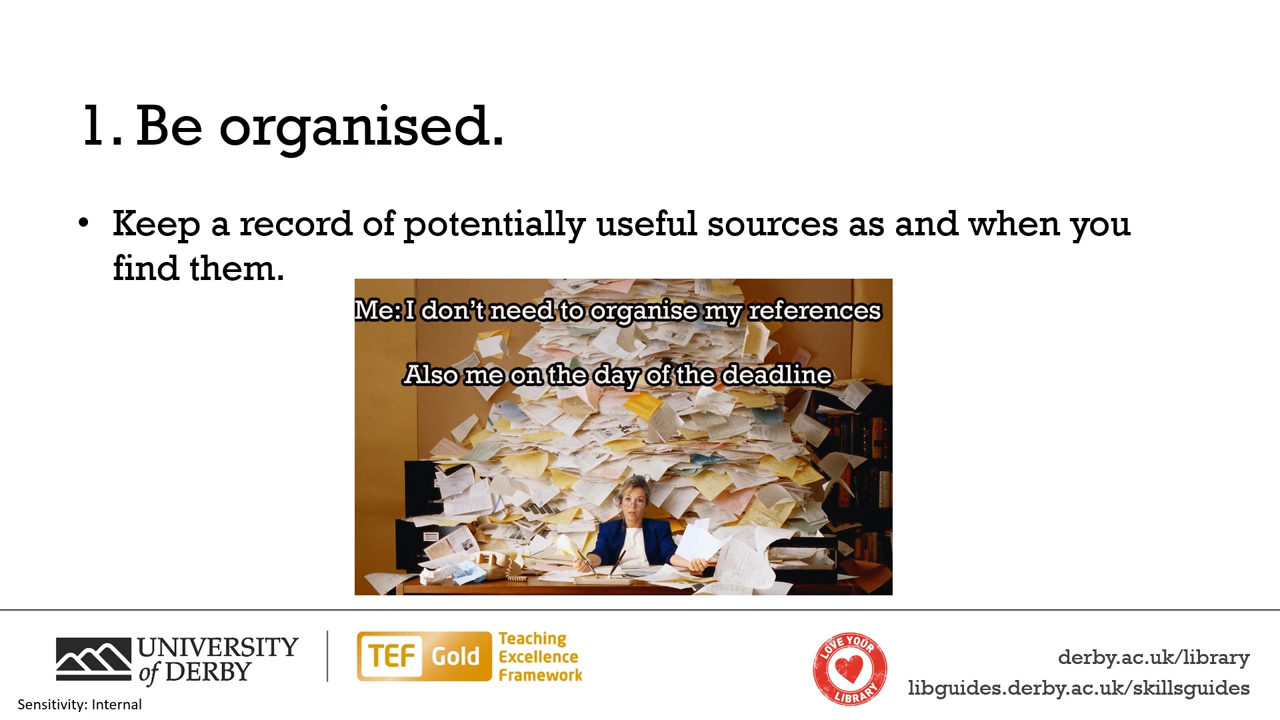 1. Be organised.
• Keep a record of potentially useful sources as and when you
find them.
Me: I don't need to organise my references
Also me on the day of the deadline
UNIVERSITY
of DERBY
TEF Gold
Teaching
Excellence
Framework
LOVE YOUR
LIBRARY
derby.ac.uk/library
libguides.derby.ac.uk/skillsguides
Sensitivity: Internal